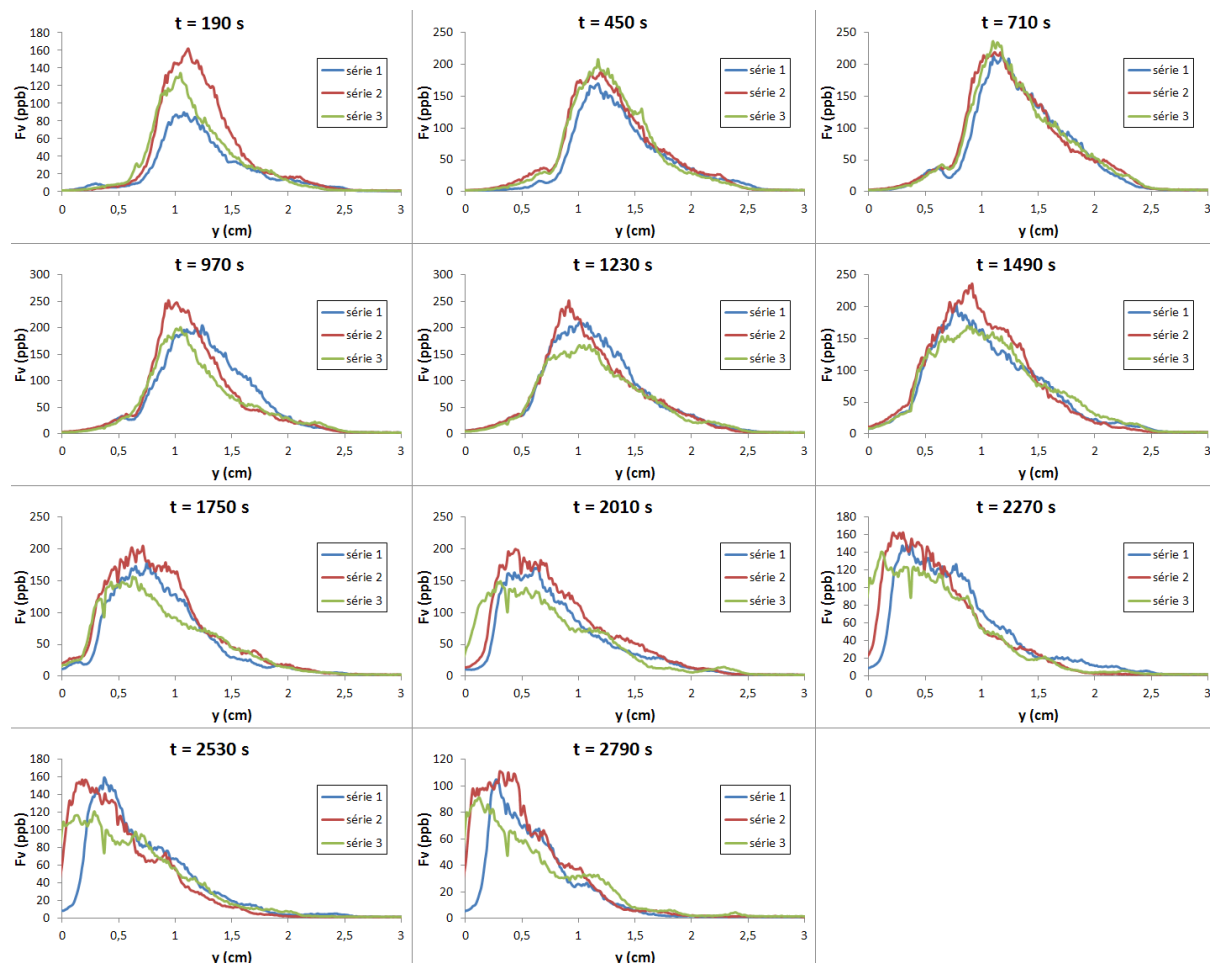 t = 190 s
Fv (ppb)
180
160
140
120
100
80
60
40
20
0
0 0,5 1 1,5 2 2,5 3
y (cm)
série 1
série 2
série 3
t = 450 s
Fv (ppb)
250
200
150
100
50
0
0 0,5 1 1,5 2 2,5 3
y (cm)
série 1
série 2
série 3
t = 710 s
Fv (ppb)
250
200
150
100
50
0
0 0,5 1 1,5 2 2,5 3
y (cm)
série 1
série 2
série 3
t = 970 s
Fv (ppb)
300
250
200
150
100
50
0
0 0,5 1 1,5 2 2,5 3
y (cm)
série 1
série 2
série 3
t = 1230 s
Fv (ppb)
300
250
200
150
100
50
0
0 0,5 1 1,5 2 2,5 3
y (cm)
série 1
série 2
série 3
t = 1490 s
Fv (ppb)
250
200
150
100
50
0
0 0,5 1 1,5 2 2,5 3
y (cm)
série 1
série 2
série 3
t = 1750 s
Fv (ppb)
250
200
150
100
50
0
0 0,5 1 1,5 2 2,5 3
y (cm)
série 1
série 2
série 3
t = 2010 s
Fv (ppb)
250
200
150
100
50
0
0 0,5 1 1,5 2 2,5 3
y (cm)
série 1
série 2
série 3
t = 2270 s
Fv (ppb)
180
160
140
120
100
80
60
40
20
0
0 0,5 1 1,5 2 2,5 3
y (cm)
série 1
série 2
série 3
t = 2530 s
Fv (ppb)
180
160
140
120
100
80
60
40
20
0
0 0,5 1 1,5 2 2,5 3
y (cm)
série 1
série 2
série 3
t = 2790 s
Fv (ppb)
120
100
80
60
40
20
0
0 0,5 1 1,5 2 2,5 3
y (cm)
série 1
série 2
série 3